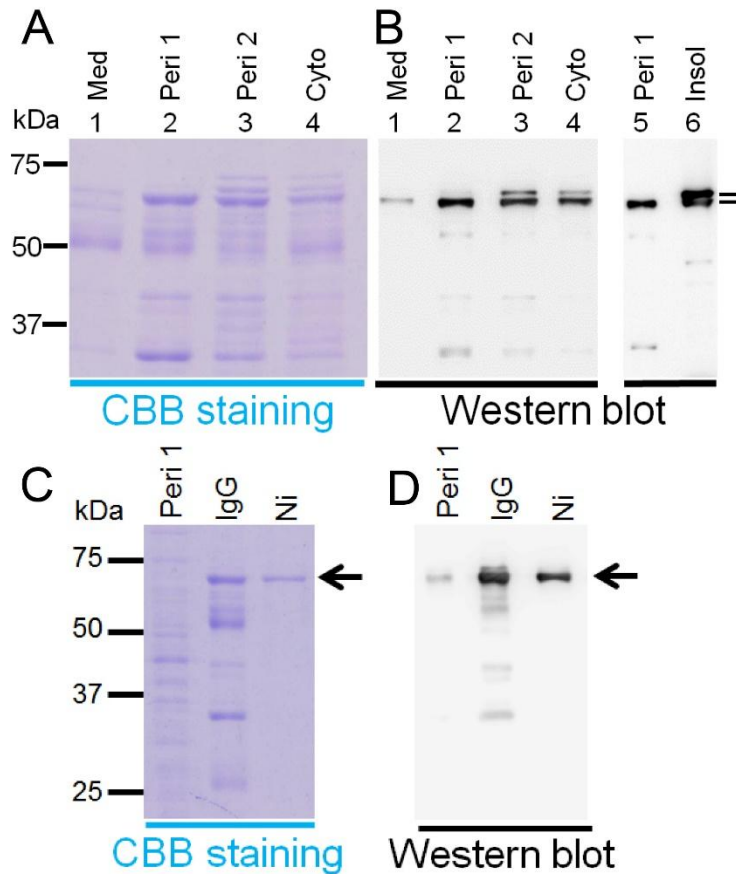 A
Med
Peri 1
Peri 2
Cyto
kDa
1 2 3 4
75
50
37
CBB staining
B
Med
Peri 1
Peri 2
Cyto
Peri 1
Insol
1 2 3 4 5 6
Western blot
C
Peri 1
IgG
Ni
kDa
75
50
37
25
CBB staining
D
Peri 1
IgG
Ni
Western blot